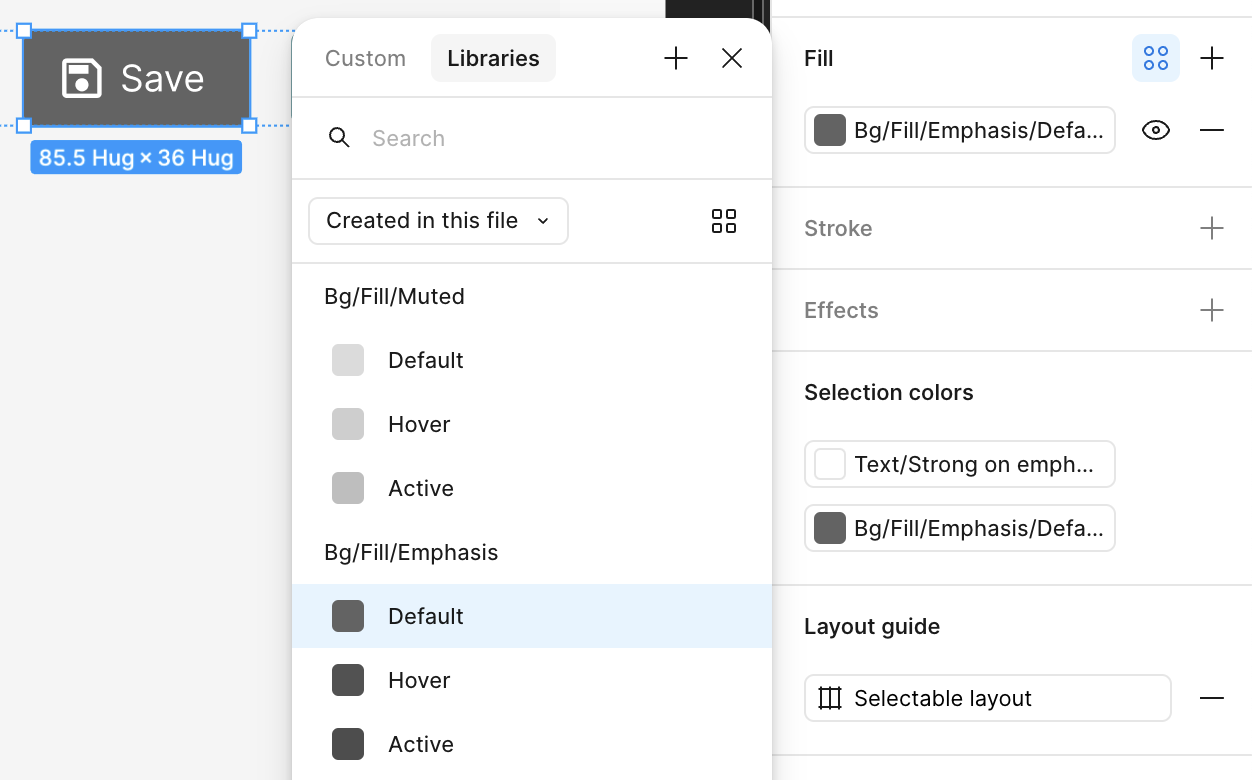 Save
85.5 Hug × 36 Hug
Custom
Libraries
Search
Created in this file
Bg/Fill/Muted
Default
Hover
Active
Bg/Fill/Emphasis
Default
Hover
Active
Fill
Bg/Fill/Emphasis/Defa...
Stroke
Effects
Selection colors
Text/Strong on emph...
Bg/Fill/Emphasis/Defa...
Layout guide
Selectable layout